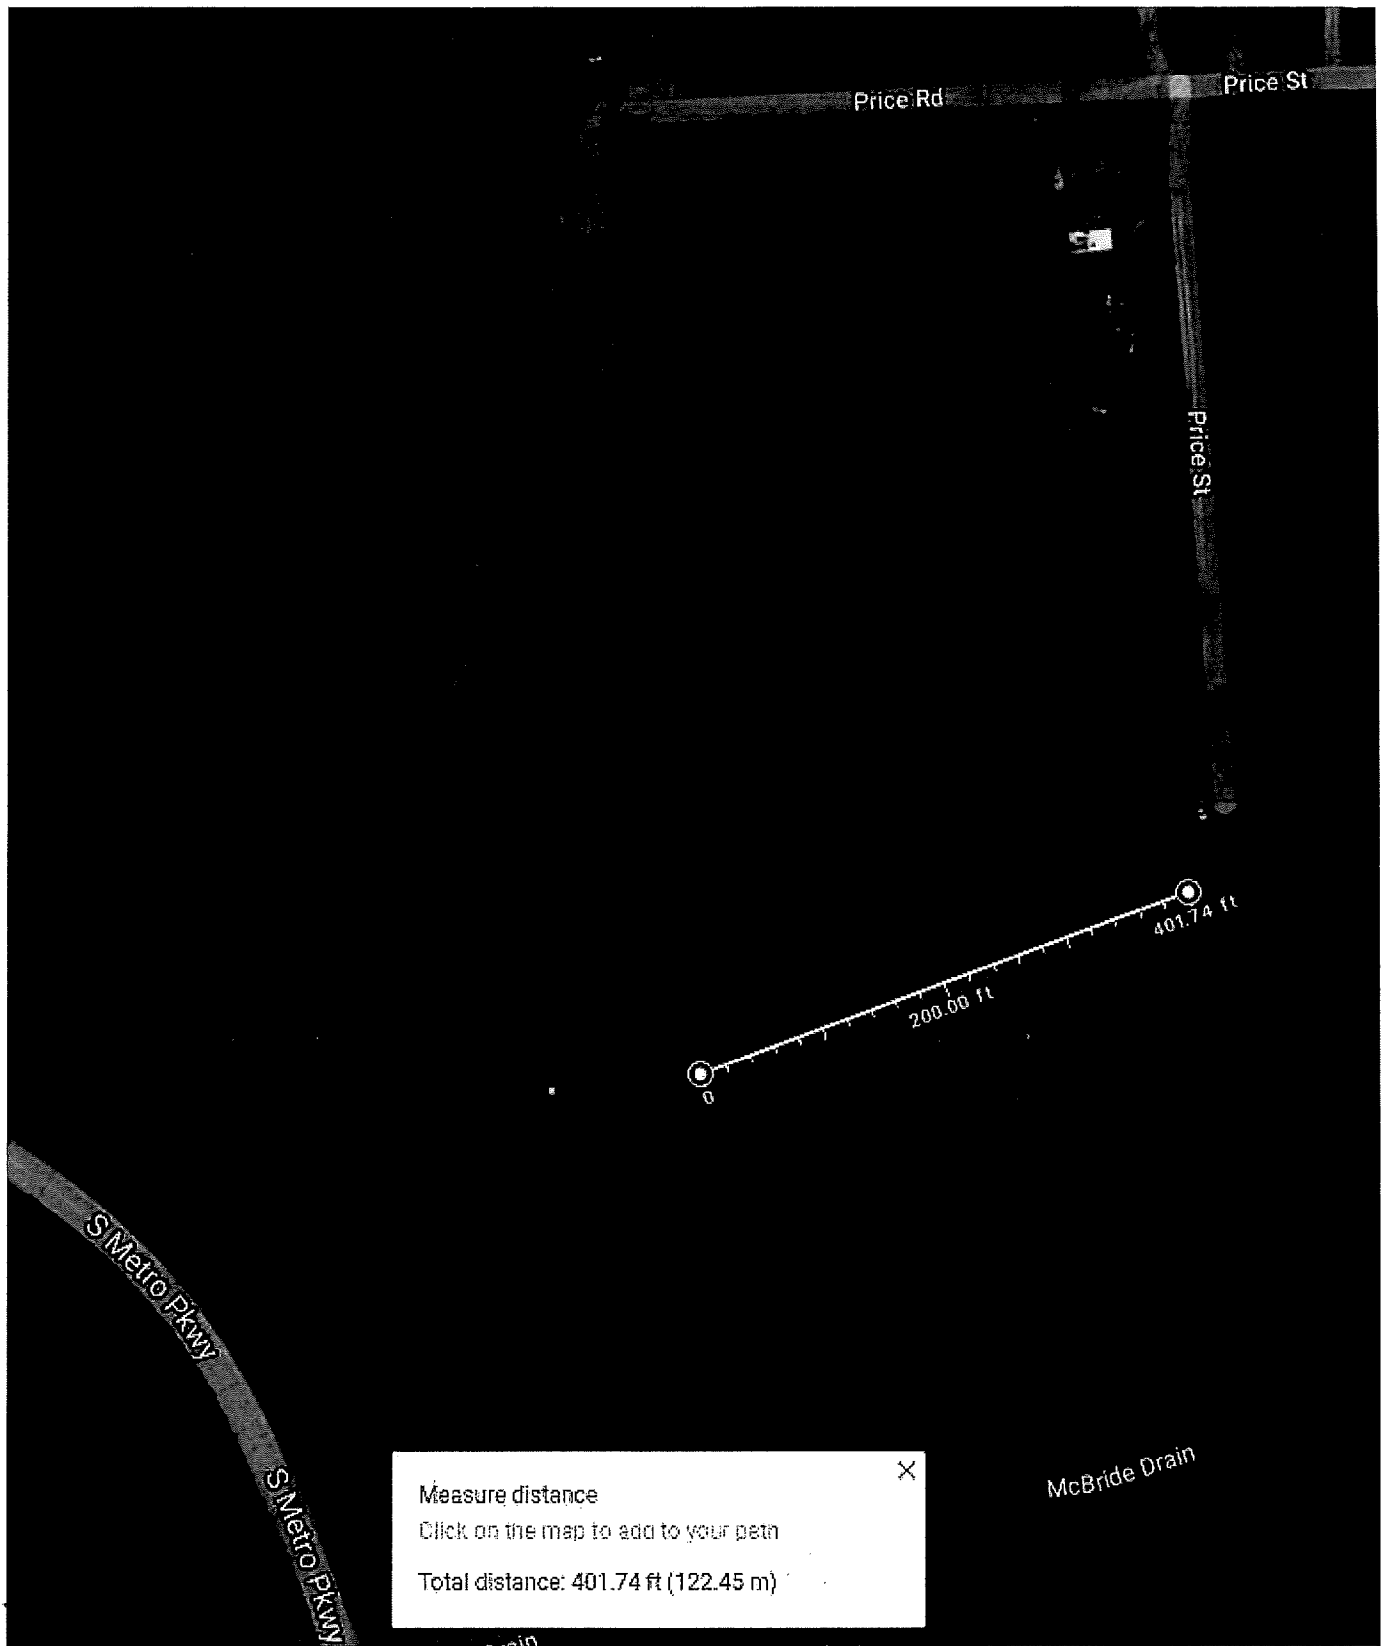 Price Rd
Price St
Price St
401.74 ft
200.00 ft
0
S Metro Pkwy
S Metro Pkwy
McBride Drain
Measure distance
Click on the map to add to your path
Total distance: 401.74 ft (122.45 m)